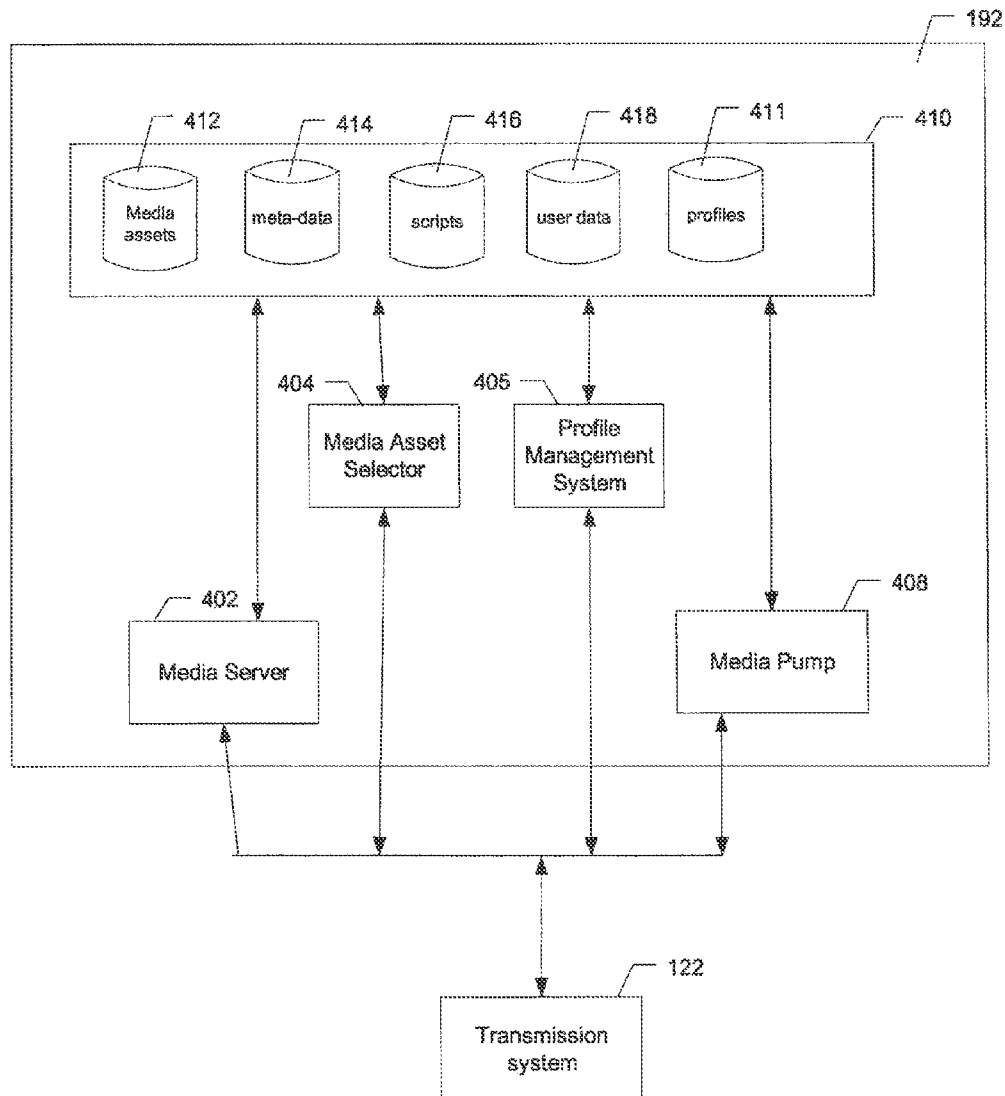 192
412
414
416
418
411
410
Media
assets
meta-data
scripts
user data
profiles
404
Media Asset
Selector
405
Profile
Management
System
402
Media Server
408
Media Pump
122
Transmission
system